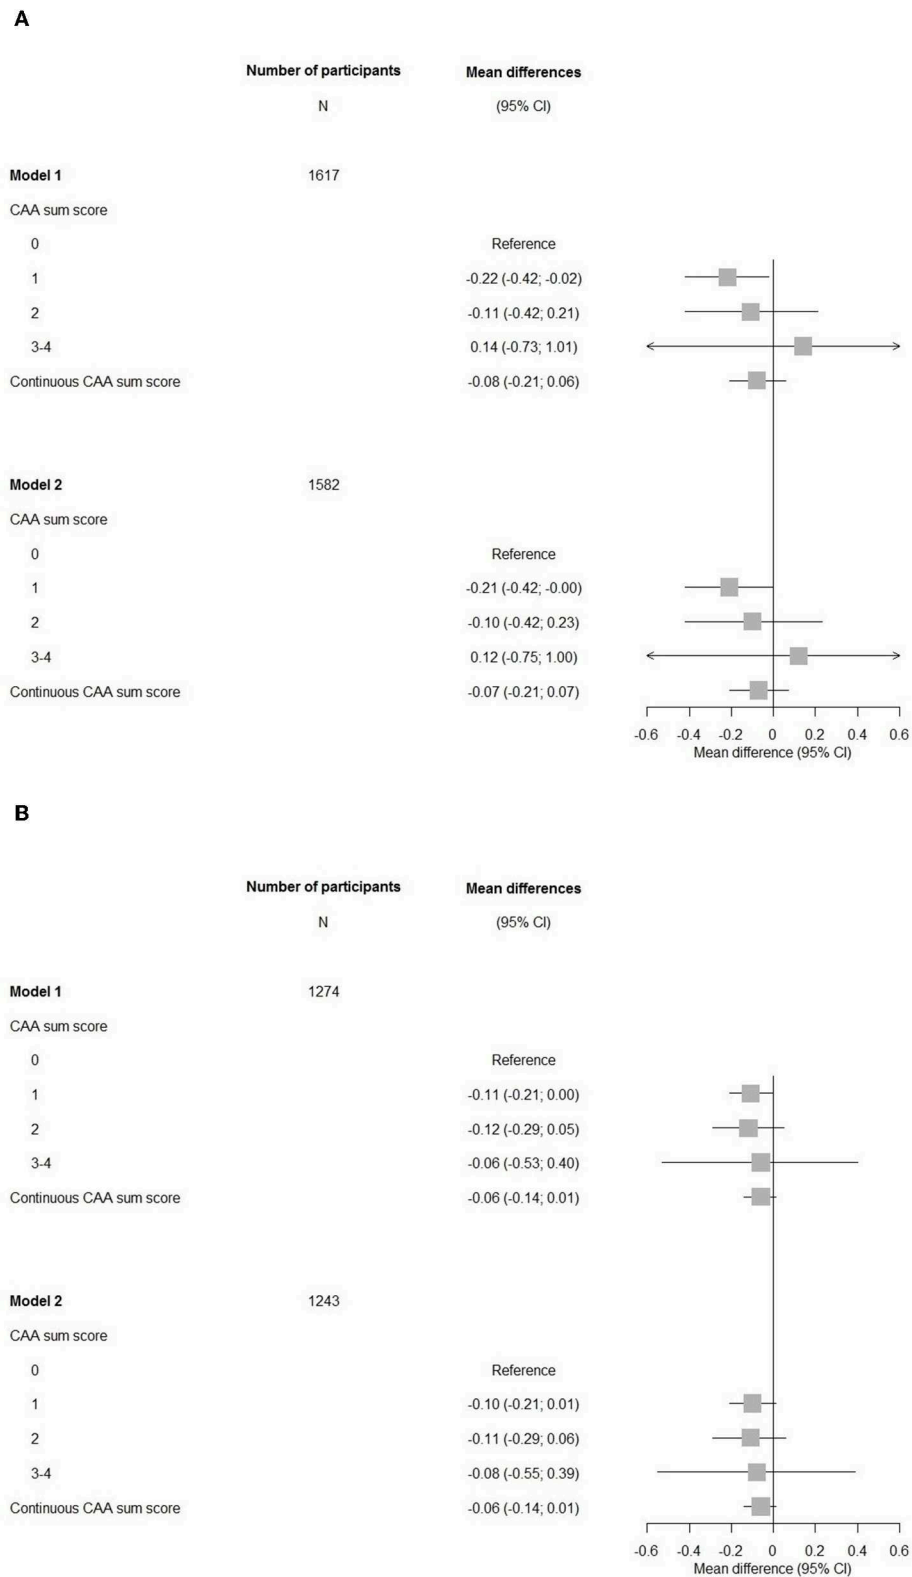 A
Number of participants Mean differences
N (95% CI)
Model 1 1617
CAA sum score
0 Reference
1 -0.22 (-0.42; -0.02)
2 -0.11 (-0.42; 0.21)
3-4 0.14 (-0.73; 1.01)
Continuous CAA sum score -0.08 (-0.21; 0.06)
Model 2 1582
CAA sum score
0 Reference
1 -0.21 (-0.42; -0.00)
2 -0.10 (-0.42; 0.23)
3-4 0.12 (-0.75; 1.00)
Continuous CAA sum score -0.07 (-0.21; 0.07)
-0.6 -0.4 -0.2 0 0.2 0.4 0.6
Mean difference (95% CI)
B
Number of participants Mean differences
N (95% CI)
Model 1 1274
CAA sum score
0 Reference
1 -0.11 (-0.21; 0.00)
2 -0.12 (-0.29; 0.05)
3-4 -0.06 (-0.53; 0.40)
Continuous CAA sum score -0.06 (-0.14; 0.01)
Model 2 1243
CAA sum score
0 Reference
1 -0.10 (-0.21; 0.01)
2 -0.11 (-0.29; 0.06)
3-4 -0.08 (-0.55; 0.39)
Continuous CAA sum score -0.06 (-0.14; 0.01)
-0.6 -0.4 -0.2 0 0.2 0.4 0.6
Mean difference (95% CI)